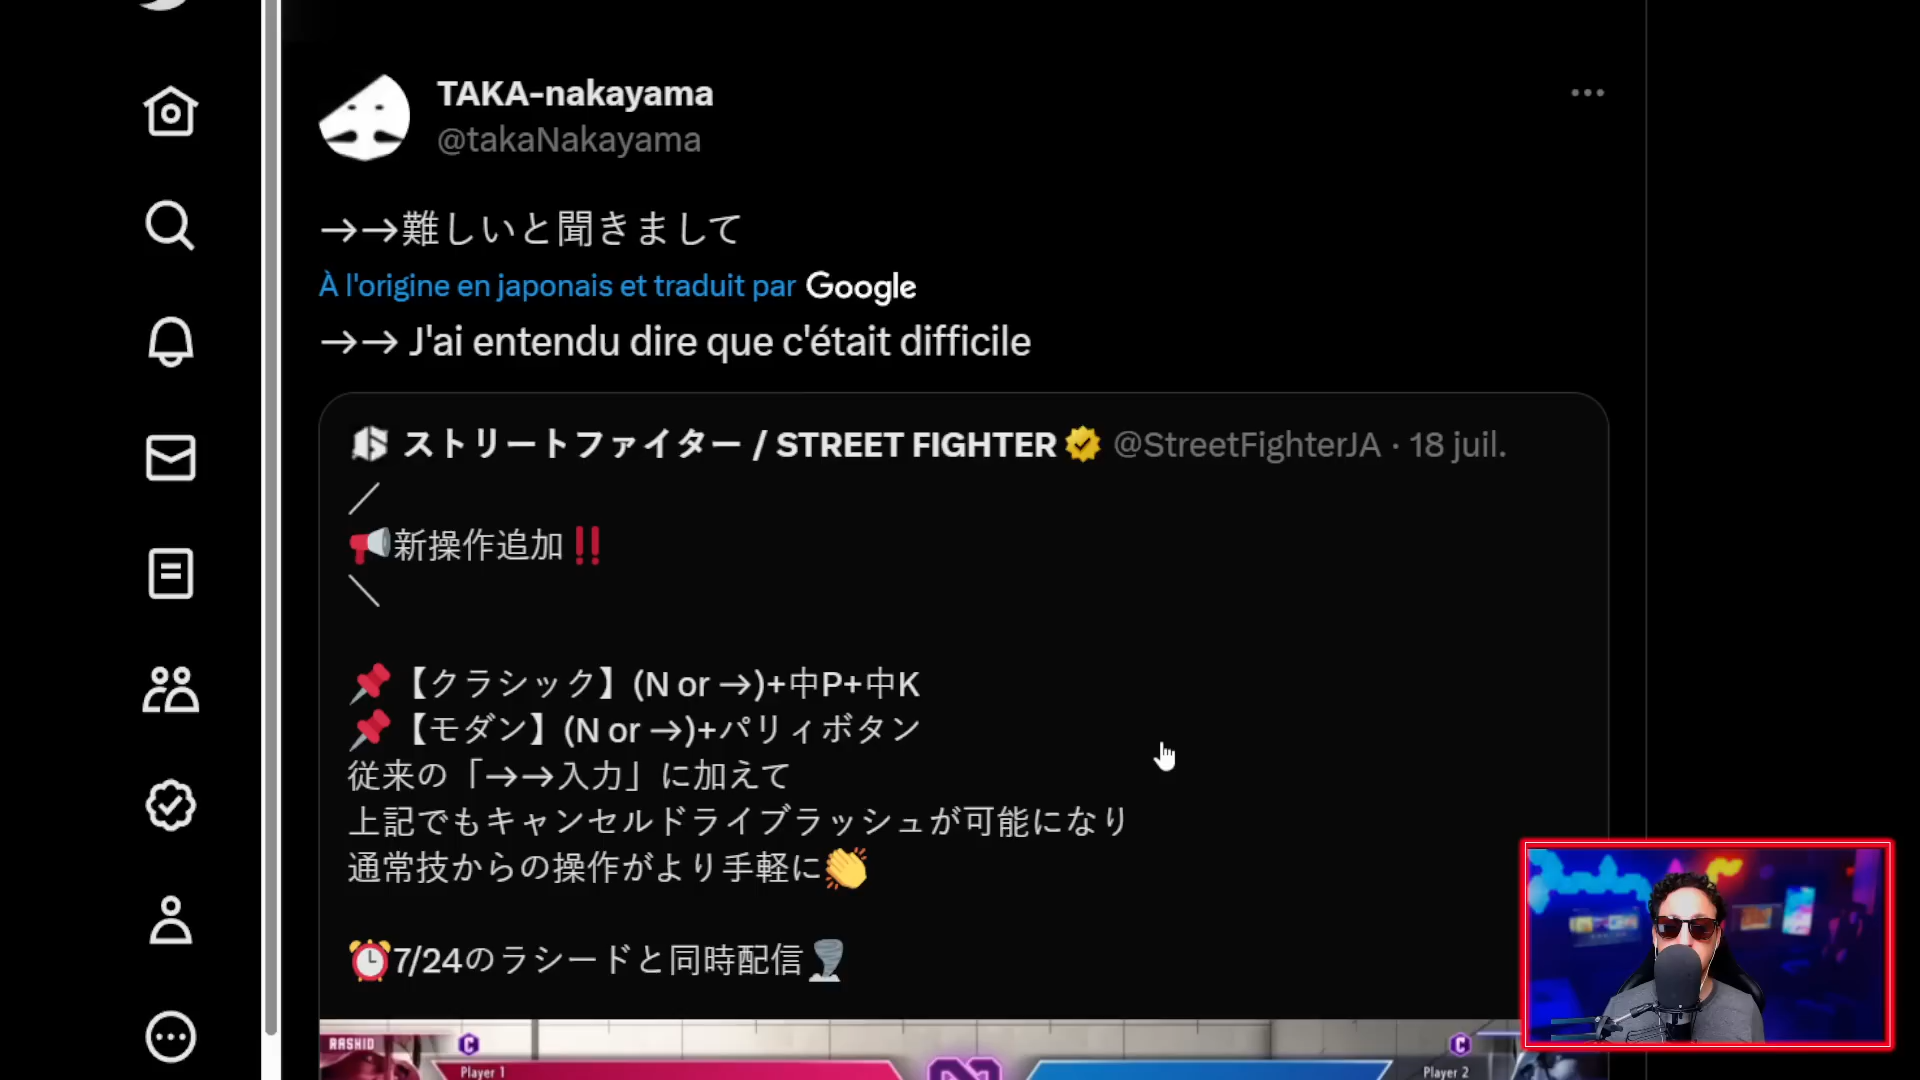 TAKA-nakayama
@takaNakayama
→→難しいと聞きまして
À l'origine en japonais et traduit par Google
→→ J'ai entendu dire que c'était difficile
ストリートファイター / STREET FIGHTER @StreetFighterJA · 18 juil.
／
📢新操作追加‼️
＼
📌【クラシック】(N or →)+中P+中K
📌【モダン】(N or →)+パリィボタン
従来の「→→入力」に加えて
上記でもキャンセルドライブラッシュが可能になり
通常技からの操作がより手軽に👏
⏰7/24のラシードと同時配信🌪️
RASHID
C
C
Player 1
Player 2